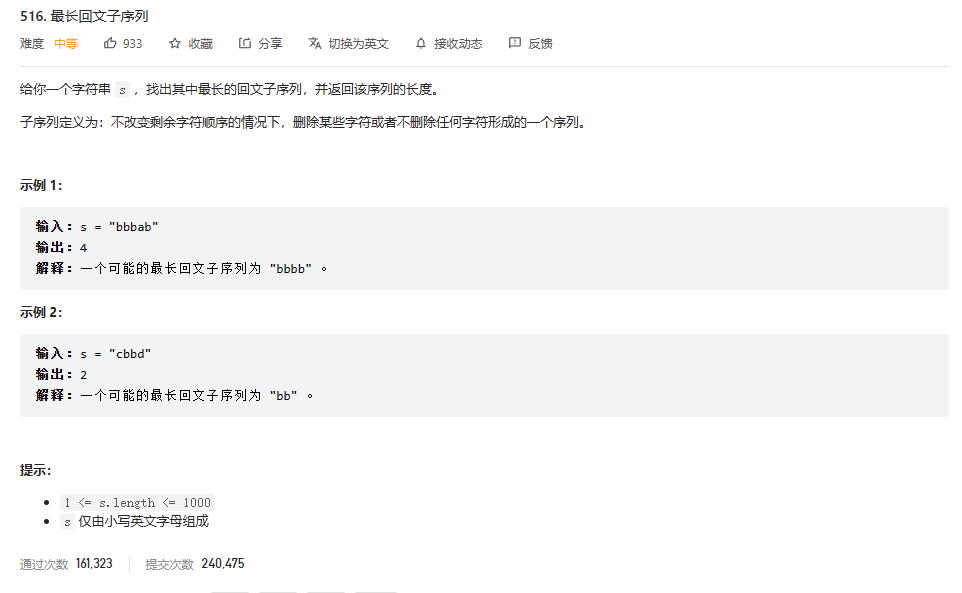 516. 最长回文子序列
难度 中等 933 收藏 分享 切换为英文 接收动态 反馈
给你一个字符串 s ，找出其中最长的回文子序列，并返回该序列的长度。
子序列定义为：不改变剩余字符顺序的情况下，删除某些字符或者不删除任何字符形成的一个序列。
示例 1：
输入：s = "bbbab"
输出：4
解释：一个可能的最长回文子序列为 "bbbb" 。
示例 2：
输入：s = "cbbd"
输出：2
解释：一个可能的最长回文子序列为 "bb" 。
提示：
1 <= s.length <= 1000
s 仅由小写英文字母组成
通过次数 161,323 提交次数 240,475